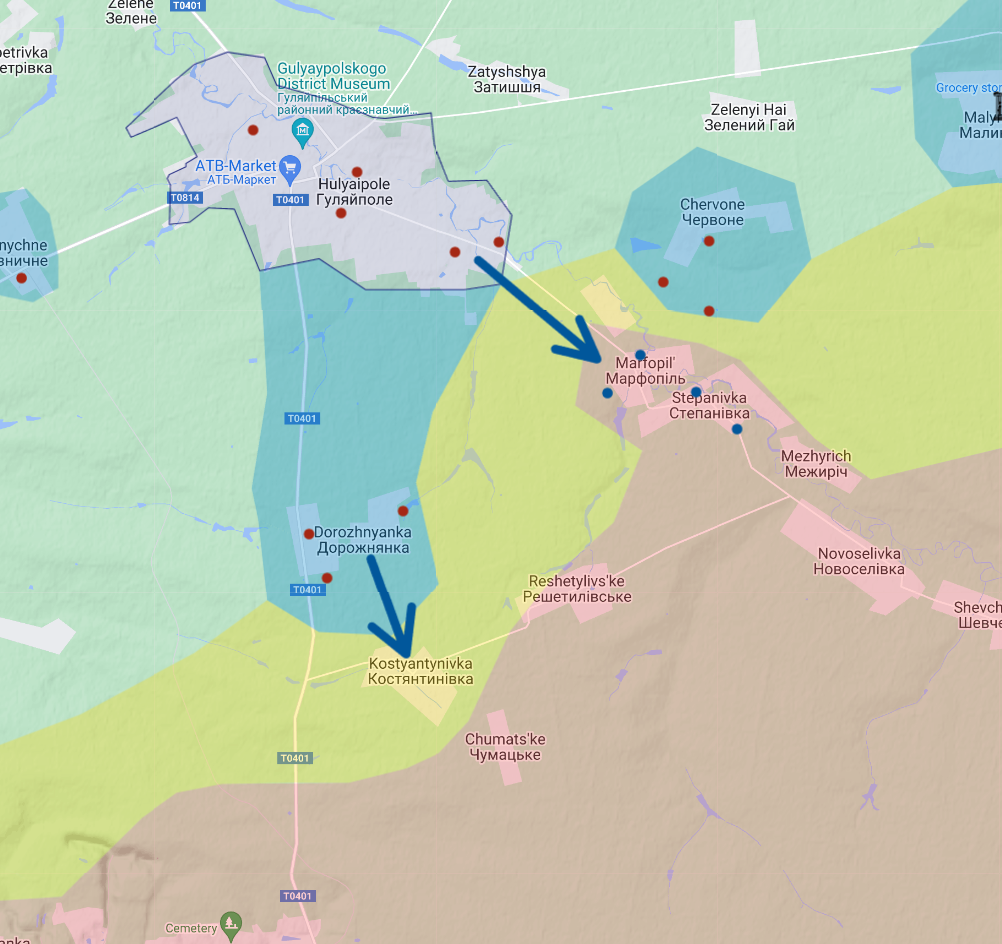 Zelene
Зелене
T0401
petrivka
етрівка
Gulyaypolskogo
District Museum
Гуляйпільський
районний краєзнавчий...
Zatyshshya
Затишшя
Zelenyi Hai
Зелений Гай
Grocery stor
Maly
Малин
ATB-Market
АТБ-Маркет
Hulyaipole
Гуляйполе
T0814
T0401
Chervone
Червоне
nychne
зничне
Marfopil'
Марфопіль
Stepanivka
Степанівка
T0401
Mezhyrich
Межиріч
Dorozhnyanka
Дорожнянка
Novoselivka
Новоселівка
T0401
Reshetylivs'ke
Решетилівське
Shevch
Шевче
Kostyantynivka
Костянтинівка
Chumats'ke
Чумацьке
T0401
T0401
Cemetery
anka